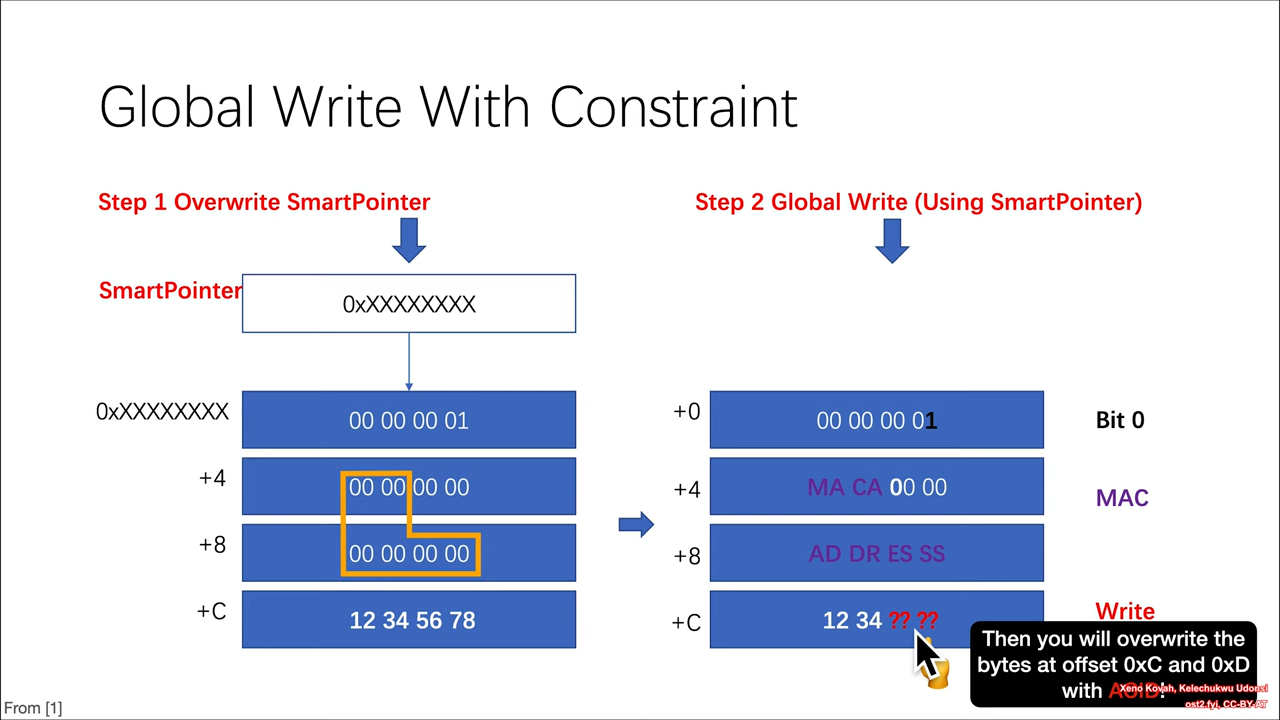 Global Write With Constraint
Step 1 Overwrite SmartPointer
Step 2 Global Write (Using SmartPointer)
SmartPointer
0xXXXXXXXX
0xXXXXXXXX
00 00 00 01
+0
00 00 00 01
Bit 0
+4
00 00 00 00
+4
MA CA 00 00
MAC
+8
00 00 00 00
+8
AD DR ES SS
+C
12 34 56 78
+C
12 34 ?? ??
Write
Then you will overwrite the
bytes at offset 0xC and 0xD
with ACID!
Xeno Kovah, Kelechukwu Udonsi
ost2.fyi, CC-BY-AT
From [1]